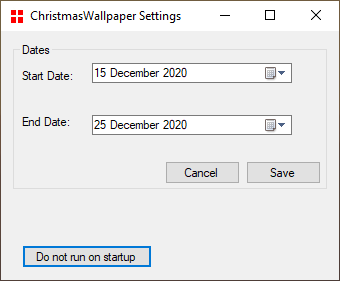 ChristmasWallpaper Settings
Dates
Start Date: 15 December 2020
End Date: 25 December 2020
Cancel Save
Do not run on startup